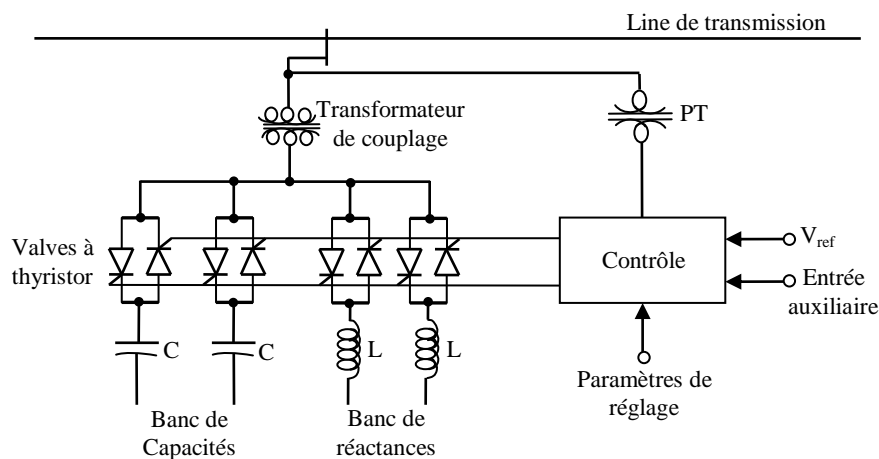 Line de transmission
Transformateur
de couplage
PT
Valves à
thyristor
Contrôle
Vref
Entrée
auxiliaire
C
C
L
L
Paramètres de
réglage
Banc de
Capacités
Banc de
réactances